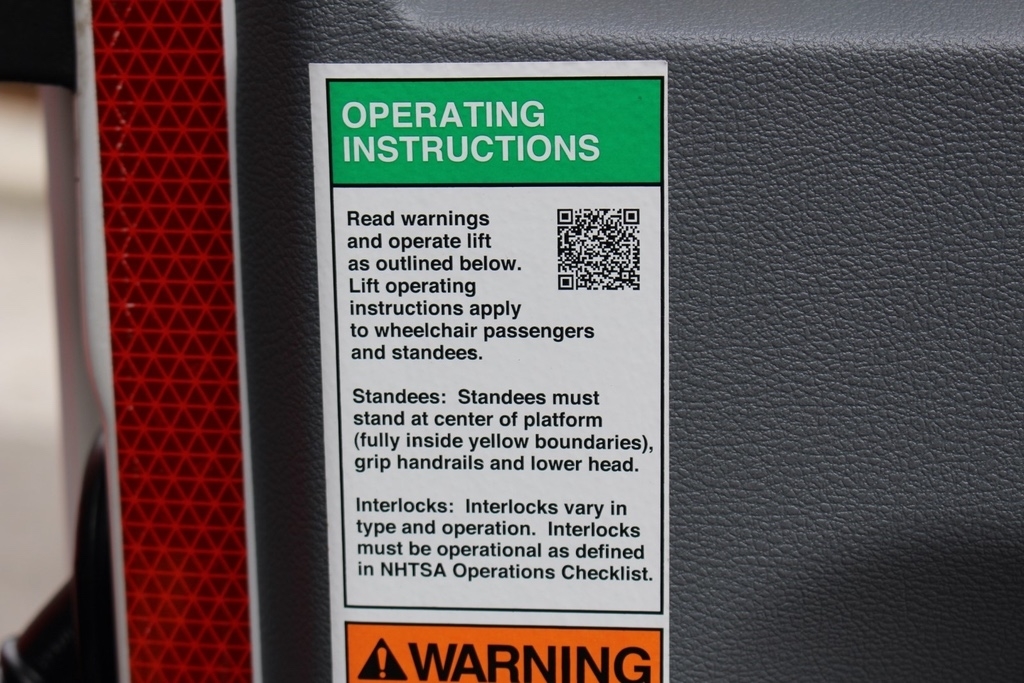 OPERATING
INSTRUCTIONS
Read warnings
and operate lift
as outlined below.
Lift operating
instructions apply
to wheelchair passengers
and standees.
Standees: Standees must
stand at center of platform
(fully inside yellow boundaries),
grip handrails and lower head.
Interlocks: Interlocks vary in
type and operation. Interlocks
must be operational as defined
in NHTSA Operations Checklist.
WARNING